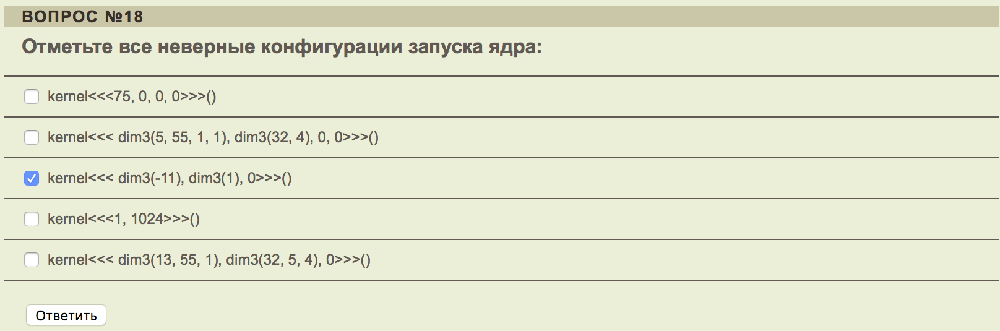 ВОПРОС №18
Отметьте все неверные конфигурации запуска ядра:
kernel<<<75, 0, 0, 0>>>()
kernel<<< dim3(5, 55, 1, 1), dim3(32, 4), 0, 0>>>()
kernel<<< dim3(-11), dim3(1), 0>>>()
kernel<<<1, 1024>>>()
kernel<<< dim3(13, 55, 1), dim3(32, 5, 4), 0>>>()
Ответить